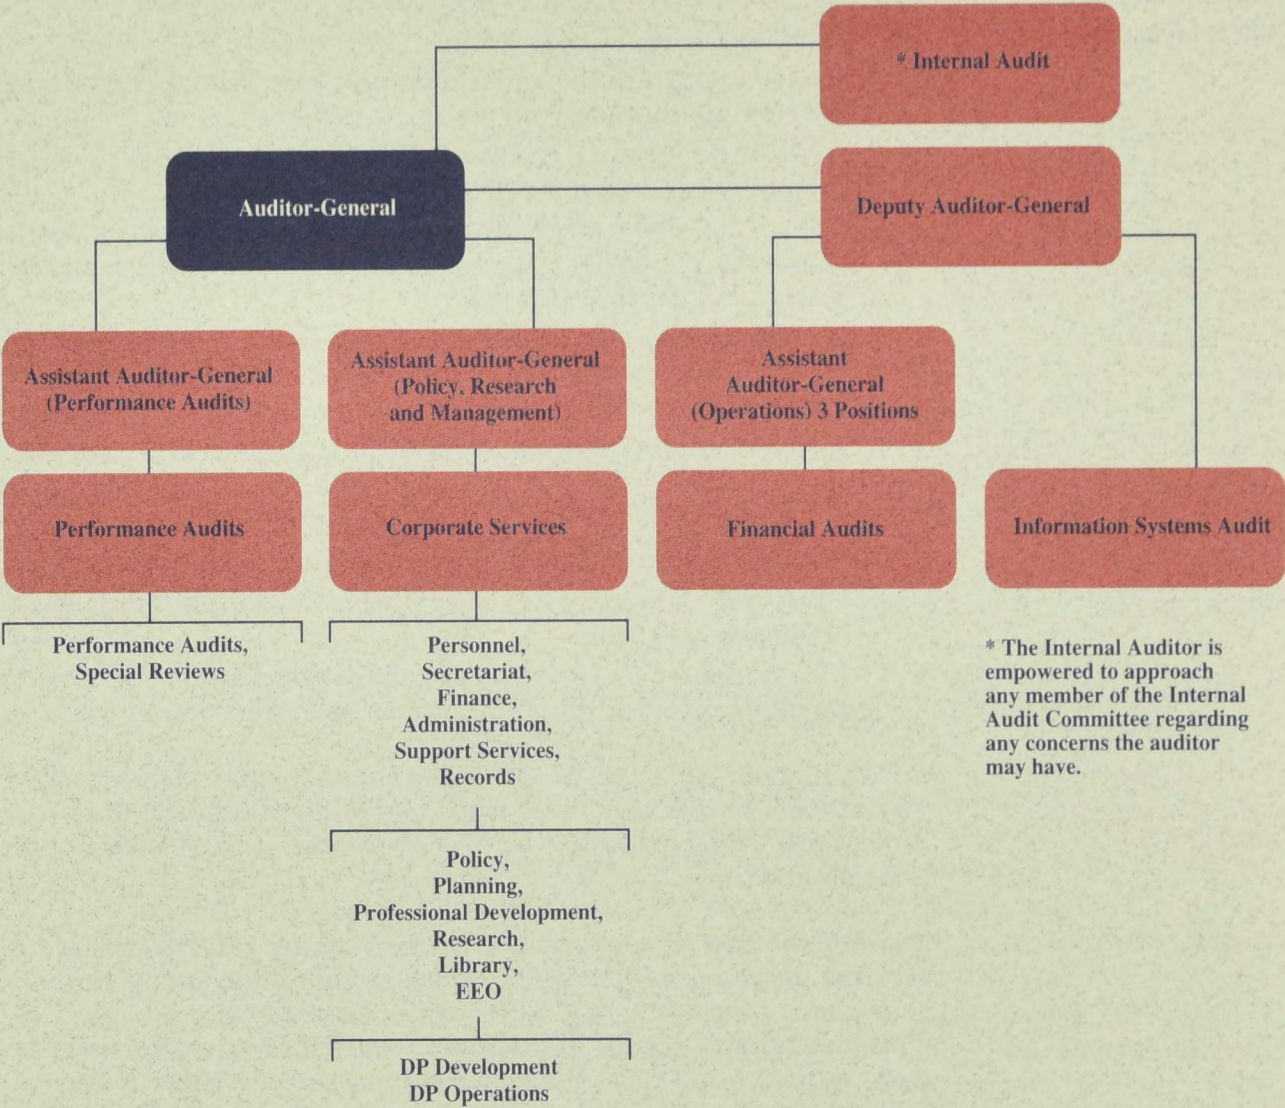 * Internal Audit
Auditor-General
Deputy Auditor-General
Assistant Auditor-General
(Performance Audits)
Assistant Auditor-General
(Policy, Research
and Management)
Assistant
Auditor-General
(Operations) 3 Positions
Performance Audits
Corporate Services
Financial Audits
Information Systems Audit
Performance Audits,
Special Reviews
Personnel,
Secretariat,
Finance,
Administration,
Support Services,
Records
* The Internal Auditor is
empowered to approach
any member of the Internal
Audit Committee regarding
any concerns the auditor
may have.
Policy,
Planning,
Professional Development,
Research,
Library,
EEO
DP Development
DP Operations